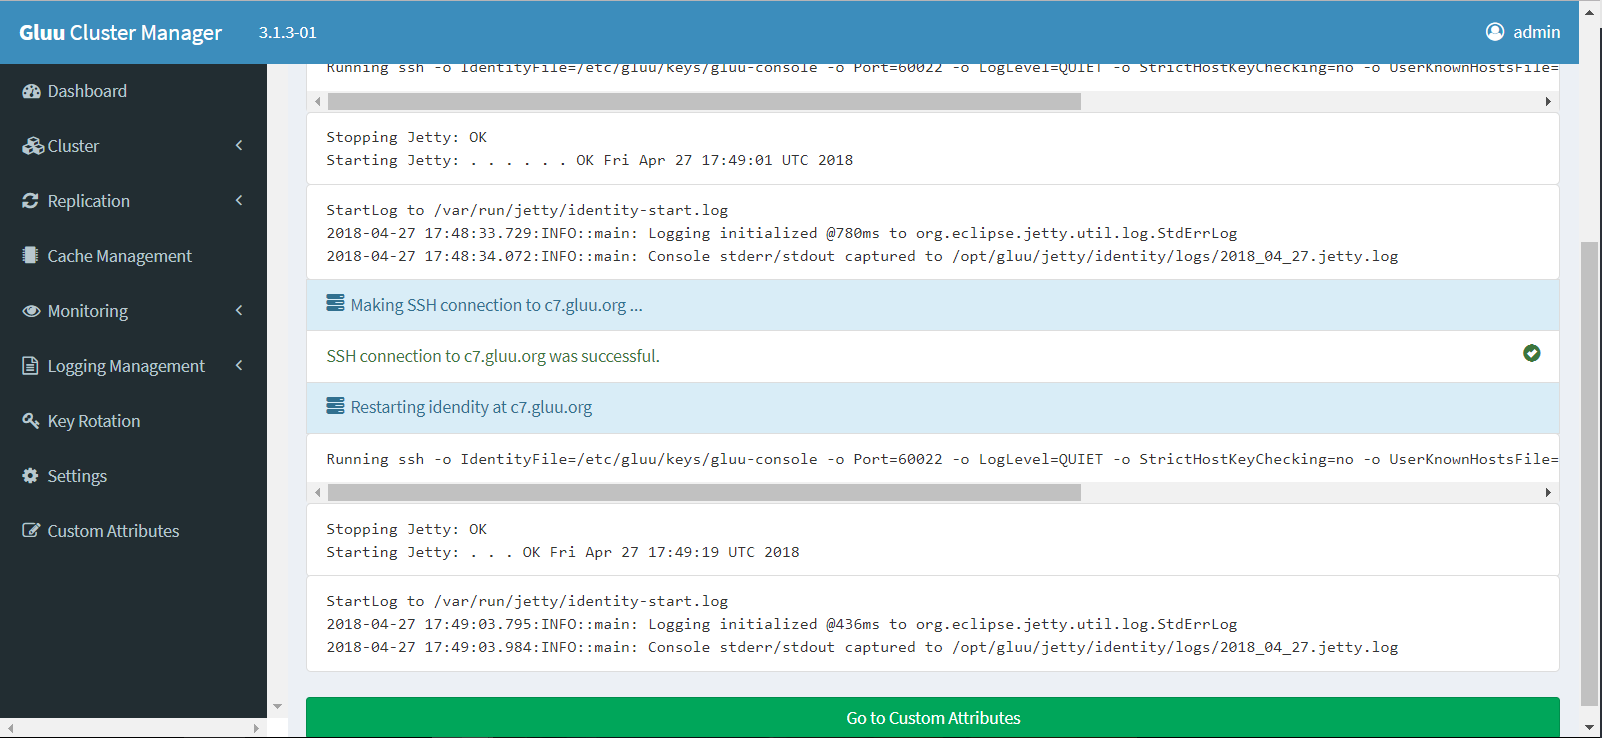 Gluu Cluster Manager 3.1.3-01 admin
Dashboard
Cluster
Replication
Cache Management
Monitoring
Logging Management
Key Rotation
Settings
Custom Attributes
Running ssh -o IdentityFile=/etc/gluu/keys/gluu-console -o Port=60022 -o LogLevel=QUIET -o StrictHostKeyChecking=no -o UserKnownHostsFile=
Stopping Jetty: OK
Starting Jetty: . . . . . . OK Fri Apr 27 17:49:01 UTC 2018
StartLog to /var/run/jetty/identity-start.log
2018-04-27 17:48:33.729:INFO::main: Logging initialized @780ms to org.eclipse.jetty.util.log.StdErrLog
2018-04-27 17:48:34.072:INFO::main: Console stderr/stdout captured to /opt/gluu/jetty/identity/logs/2018_04_27.jetty.log
Making SSH connection to c7.gluu.org ...
SSH connection to c7.gluu.org was successful.
Restarting idendity at c7.gluu.org
Running ssh -o IdentityFile=/etc/gluu/keys/gluu-console -o Port=60022 -o LogLevel=QUIET -o StrictHostKeyChecking=no -o UserKnownHostsFile=
Stopping Jetty: OK
Starting Jetty: . . . OK Fri Apr 27 17:49:19 UTC 2018
StartLog to /var/run/jetty/identity-start.log
2018-04-27 17:49:03.795:INFO::main: Logging initialized @436ms to org.eclipse.jetty.util.log.StdErrLog
2018-04-27 17:49:03.984:INFO::main: Console stderr/stdout captured to /opt/gluu/jetty/identity/logs/2018_04_27.jetty.log
Go to Custom Attributes